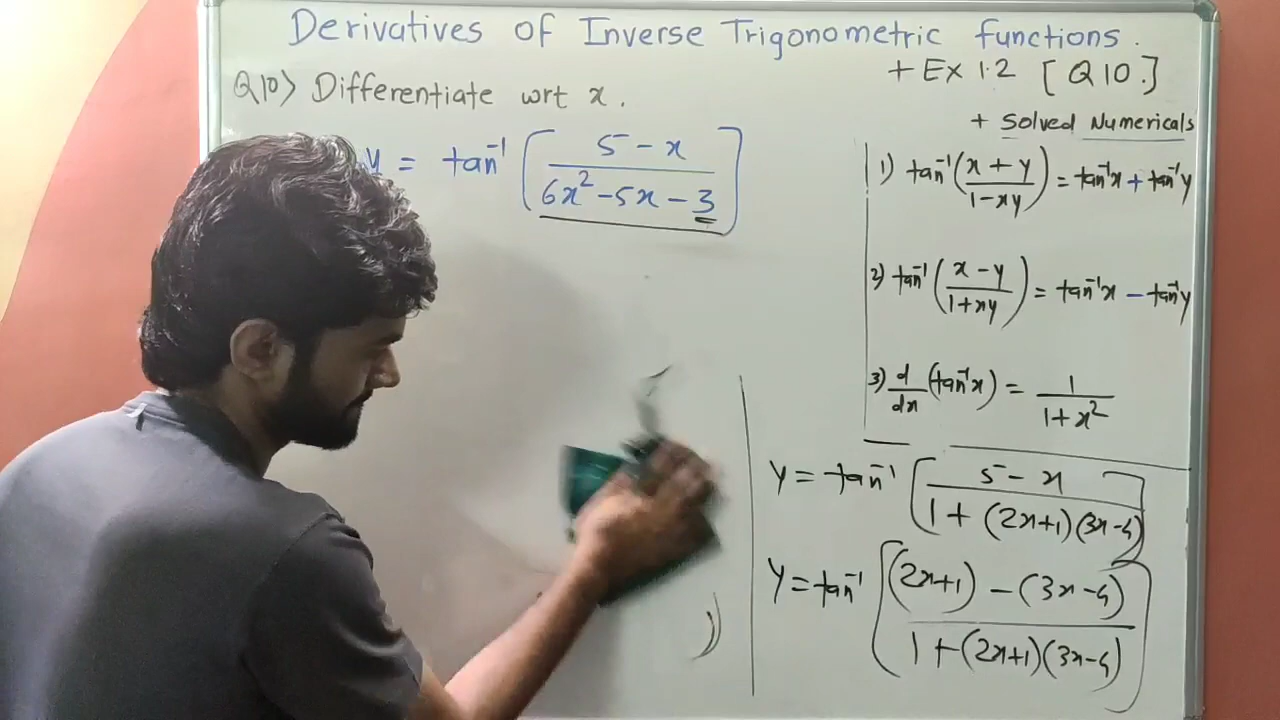 Derivatives of Inverse Trigonometric functions.
+ Ex 1.2 [Q10.]
Q10> Differentiate wrt x.
+ Solved Numericals
y = tan⁻¹ [ (5 - x) / (6x² - 5x - 3) ]
1) tan⁻¹( (x + y) / (1 - xy) ) = tan⁻¹x + tan⁻¹y
2) tan⁻¹( (x - y) / (1 + xy) ) = tan⁻¹x - tan⁻¹y
3) d/dx (tan⁻¹x) = 1 / (1 + x²)
y = tan⁻¹ [ (5 - x) / (1 + (2x+1)(3x-4)) ]
y = tan⁻¹ [ ((2x+1) - (3x-4)) / (1 + (2x+1)(3x-4)) ]